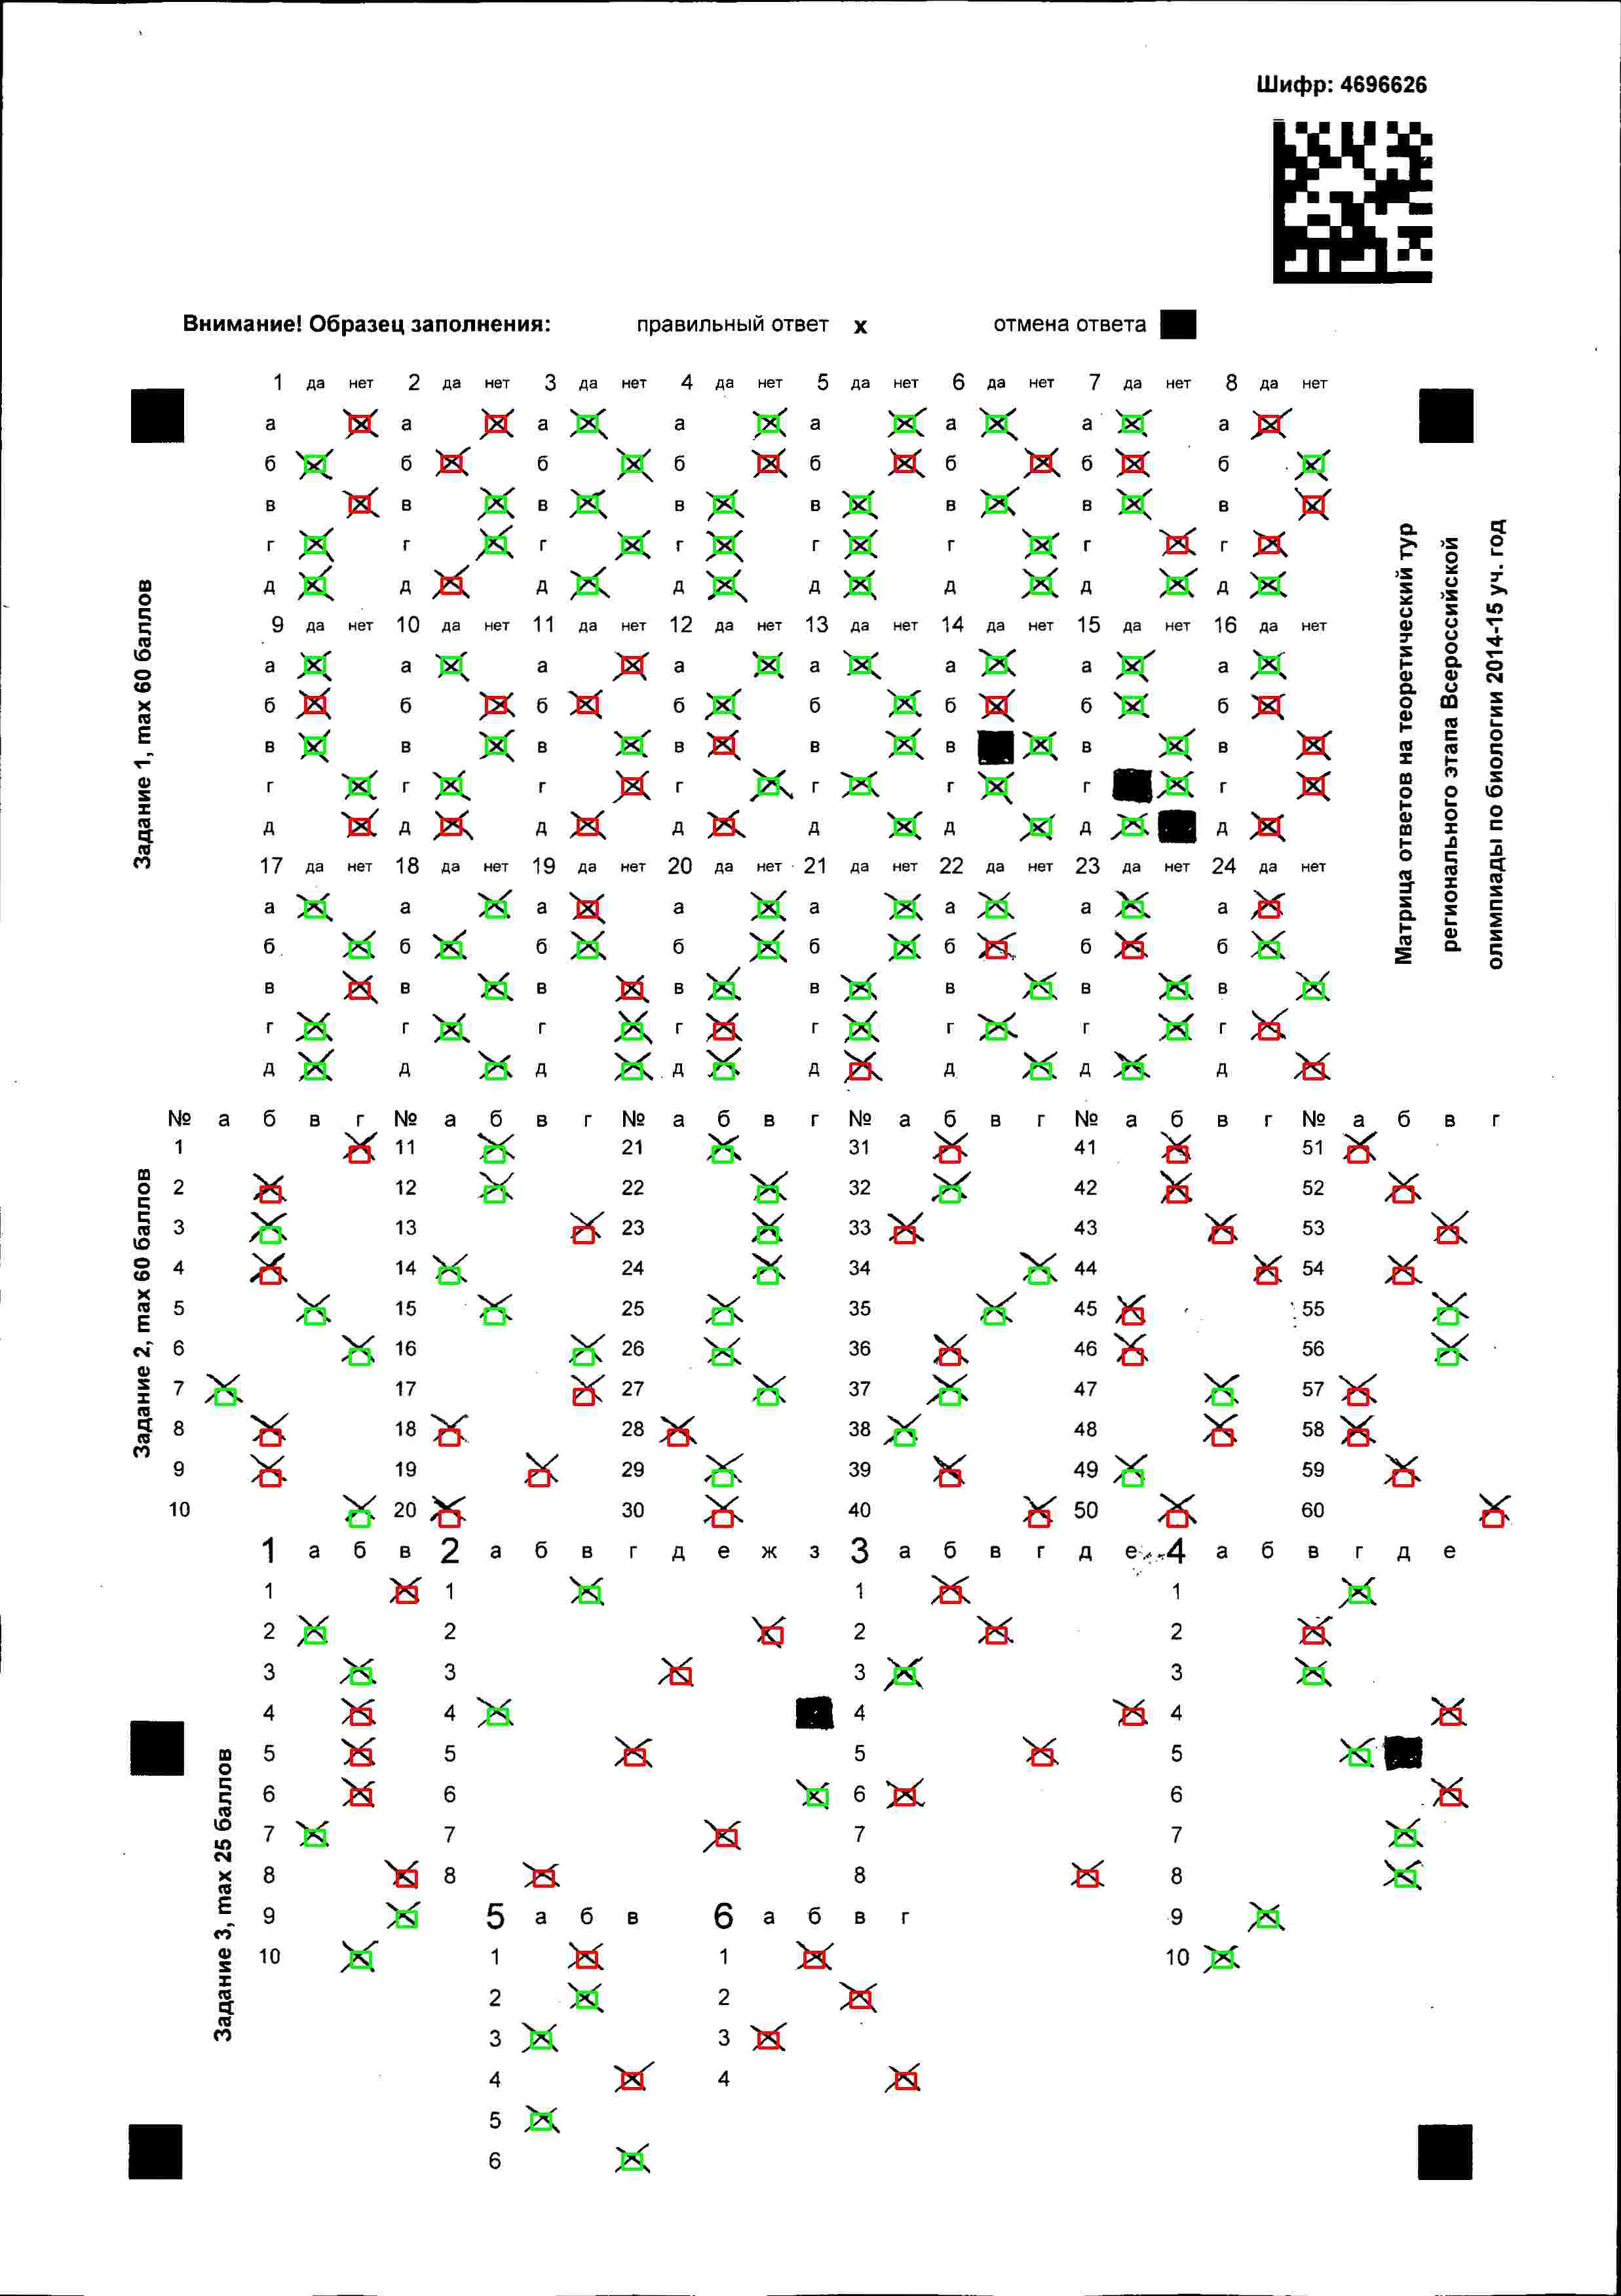 Шифр: 4696626
Внимание! Образец заполнения: правильный ответ x отмена ответа
1 да нет 2 да нет 3 да нет 4 да нет 5 да нет 6 да нет 7 да нет 8 да нет
а а а а а а а а
б б б б б б б б
в в в в в в в в
г г г г г г г г
д д д д д д д д
9 да нет 10 да нет 11 да нет 12 да нет 13 да нет 14 да нет 15 да нет 16 да нет
а а а а а а а а
б б б б б б б б
в в в в в в в в
г г г г г г г г
д д д д д д д д
17 да нет 18 да нет 19 да нет 20 да нет 21 да нет 22 да нет 23 да нет 24 да нет
а а а а а а а а
б б б б б б б б
в в в в в в в в
г г г г г г г г
д д д д д д д д
Задание 1, max 60 баллов
Матрица ответов на теоретический тур
регионального этапа Всероссийской
олимпиады по биологии 2014-15 уч. год
№ а б в г № а б в г № а б в г № а б в г № а б в г № а б в г
1 11 21 31 41 51
2 12 22 32 42 52
3 13 23 33 43 53
4 14 24 34 44 54
5 15 25 35 45 55
6 16 26 36 46 56
7 17 27 37 47 57
8 18 28 38 48 58
9 19 29 39 49 59
10 20 30 40 50 60
Задание 2, max 60 баллов
1 а б в 2 а б в г д е ж з 3 а б в г д е 4 а б в г д е
1 1 1 1
2 2 2 2
3 3 3 3
4 4 4 4
5 5 5 5
6 6 6 6
7 7 7 7
8 8 8 8
9 5 а б в 6 а б в г 9
10 1 1 10
2 2
3 3
4 4
5
6
Задание 3, max 25 баллов